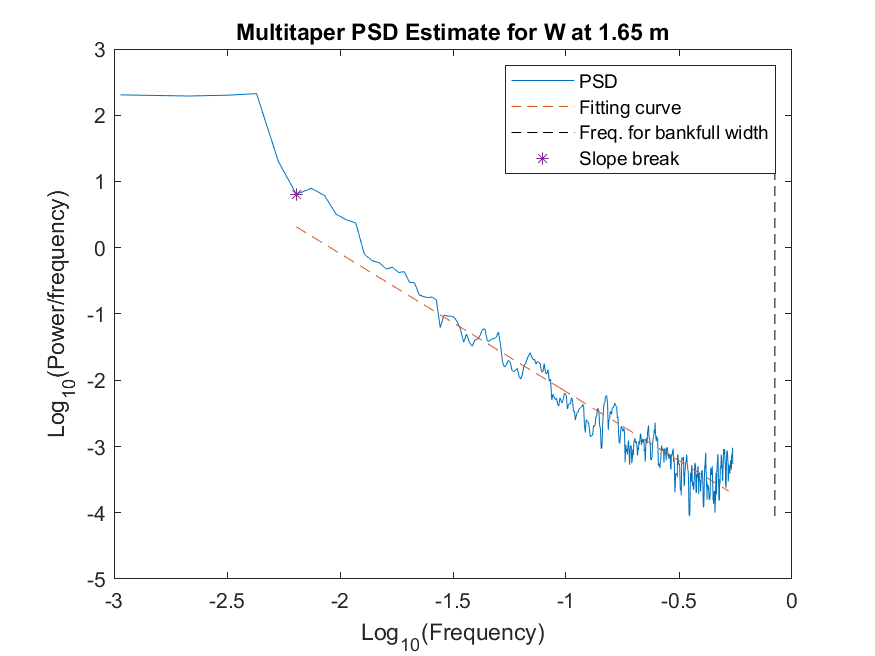 Multitaper PSD Estimate for W at 1.65 m
PSD
Fitting curve
Freq. for bankfull width
Slope break
3
2
1
0
-1
-2
-3
-4
-5
Log10(Power/frequency)
-3
-2.5
-2
-1.5
-1
-0.5
0
Log10(Frequency)